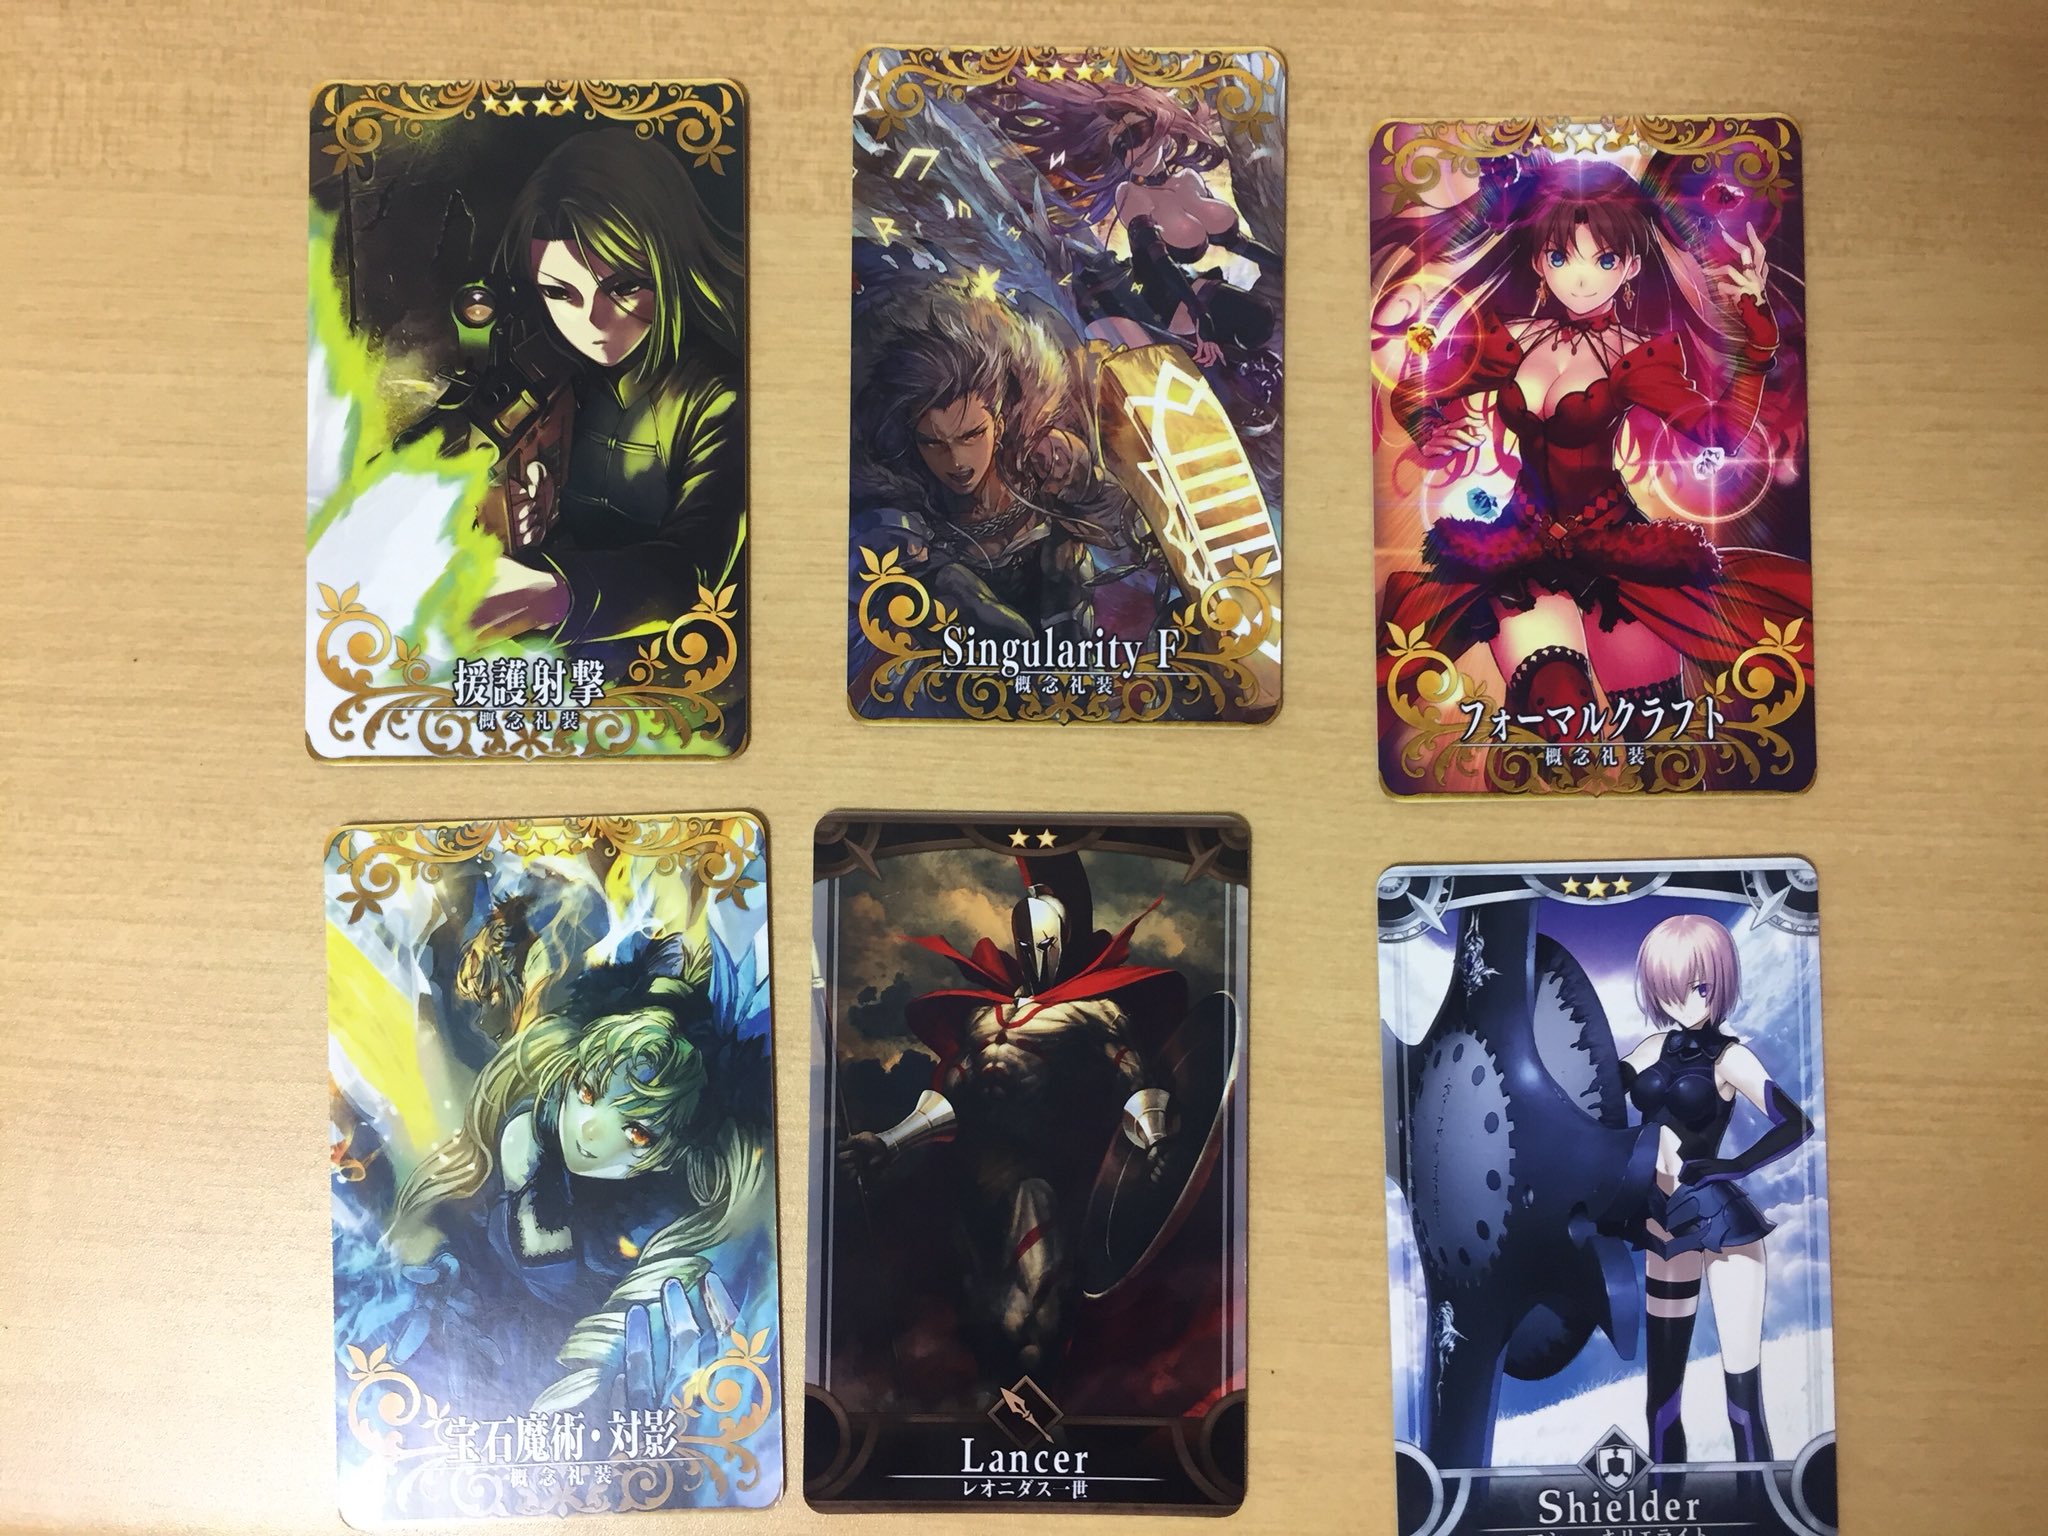 援護射撃
概念礼装
Singularity F
概念礼装
フォーマルクラフト
概念礼装
宝石魔術・対影
概念礼装
Lancer
レオニダス一世
Shielder